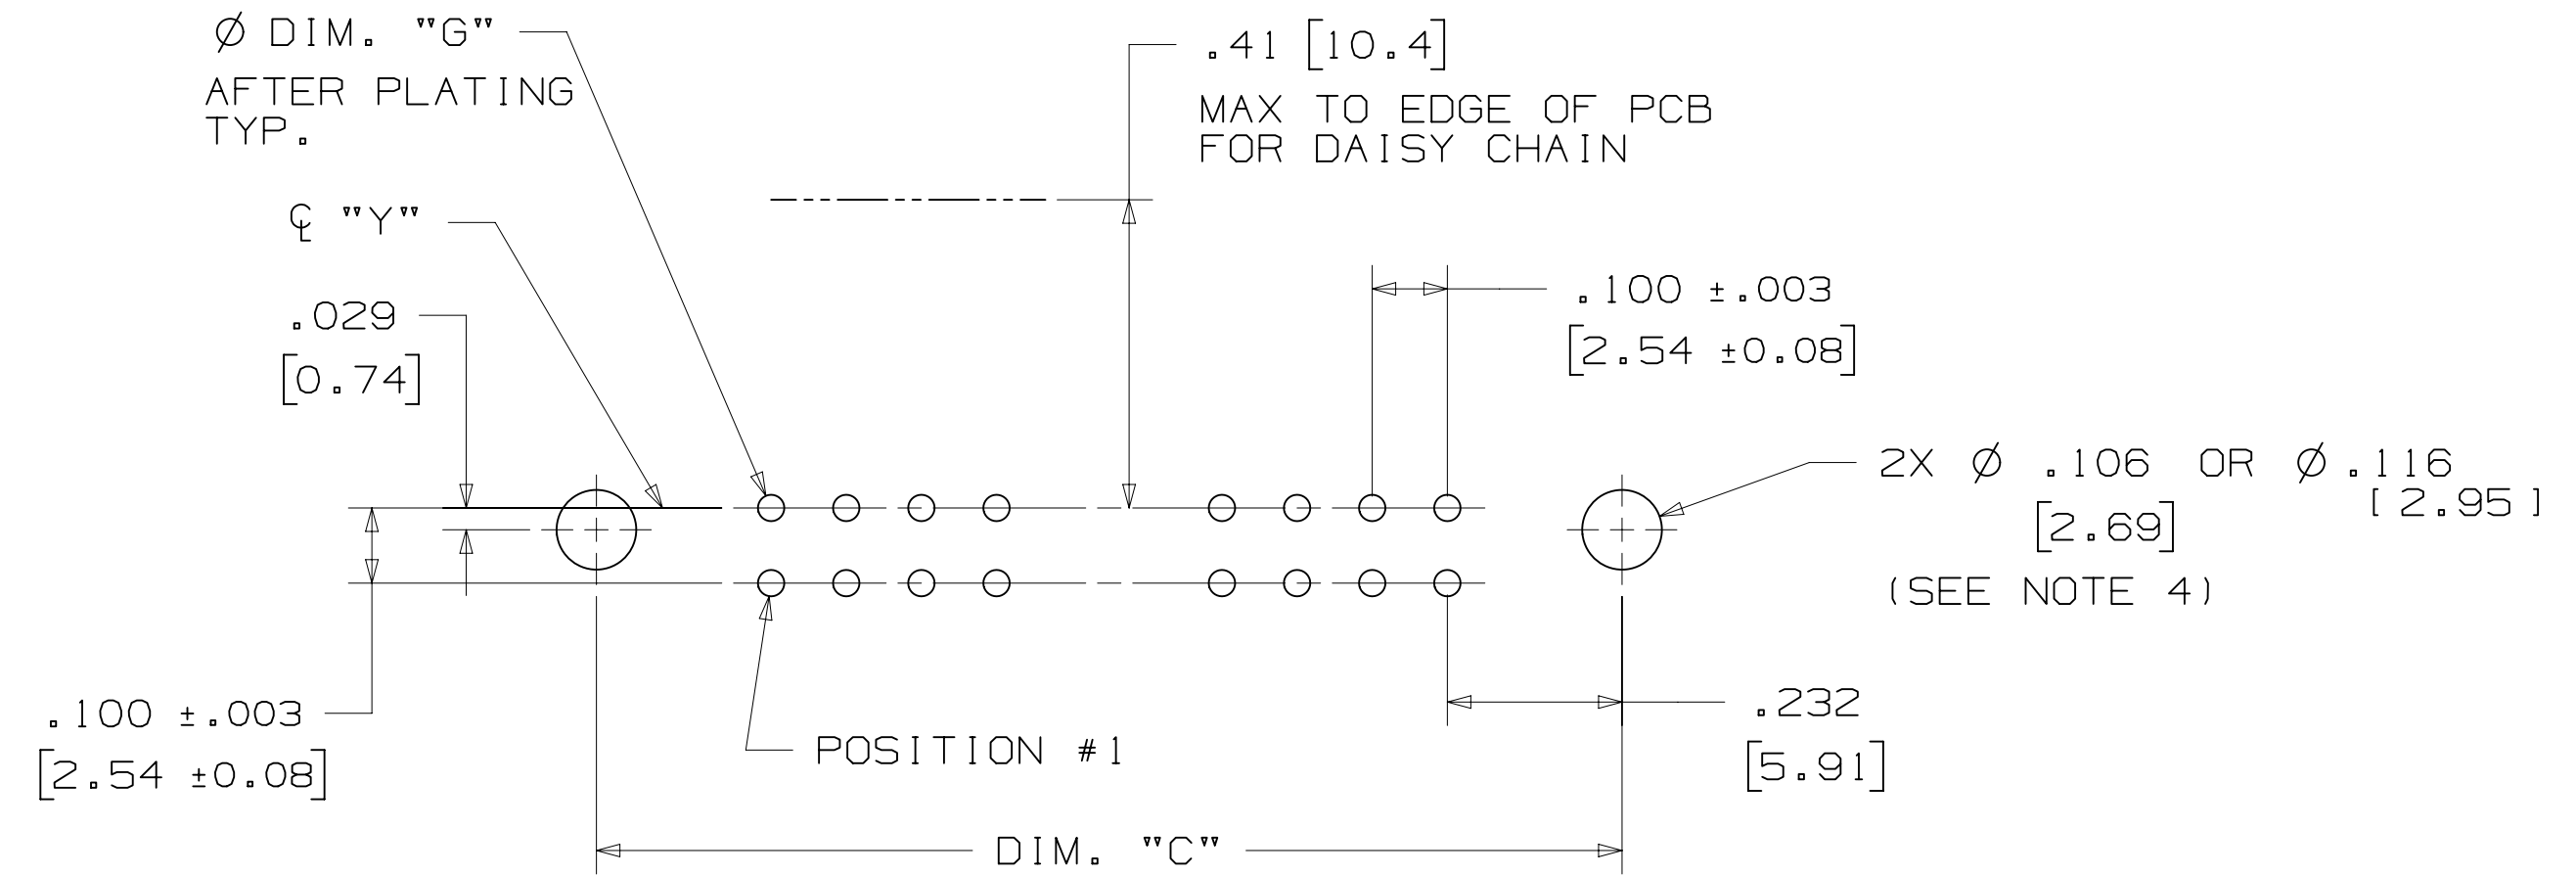 Ø DIM. "G"
AFTER PLATING
TYP.
.41 [10.4]
MAX TO EDGE OF PCB
FOR DAISY CHAIN
℄ "Y"
.029
[0.74]
.100 ±.003
[2.54 ±0.08]
2X Ø .106 OR Ø .116
[2.69] [2.95]
(SEE NOTE 4)
.100 ±.003
[2.54 ±0.08]
POSITION #1
.232
[5.91]
DIM. "C"